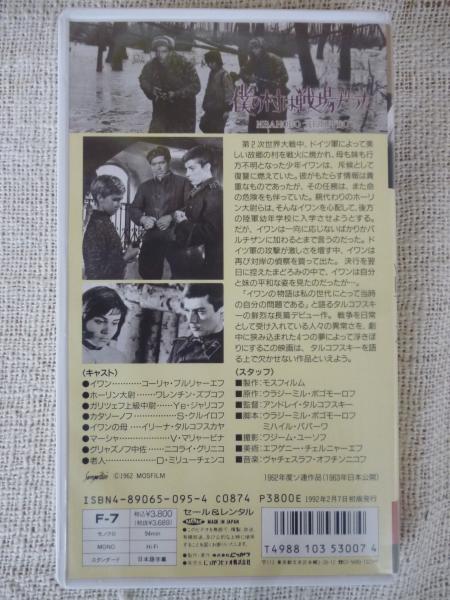 僕の村は戦場だった
第2次世界大戦中、ドイツ軍によって美
しい故郷の村を戦火に焼かれ、母も妹も行
方不明となった少年イワンは、斥候として
復讐に燃えていた。彼がもたらす情報は貴
重なものであったが、その任務は、また命
の危険をも伴っていた。親代わりのホーリ
ン大尉らは、そんなイワンを心配して、後方
の陸軍幼年学校に入学させようとする。
だが、イワンは一向に応じないばかりかパ
ルチザンに加わるとまで言うのだった。ド
イツ軍の攻撃が激しさを増す中、イワンは
再び対岸の偵察を買って出た。決行を翌
日に控えたまどろみの中で、イワンは自分
と妹の平和な姿を見たのだったが…。
「イワンの物語は私の世代にとって当時
の自分の問題である」と語るタルコフスキ
ーの鮮烈な長篇デビュー作。戦争を日常
として受け入れている人々の異常さを、劇
中に挟み込まれた4つの夢によって浮きぼ
りにするこの映画は、タルコフスキーを語
る上で欠かせない作品といえよう。
〈キャスト〉
●イワン…………コーリャ・ブルリャーエフ
●ホーリン大尉……ワレンチン・ズブコフ
●ガリツェフ上級中尉……Ye・ジャリコフ
●カタソーノフ…………S・クルイロフ
●イワンの母…イリーナ・タルコフスカヤ
●マーシャ…………V・マリャービナ
●グリャズノフ中佐……ニコライ・グリニコ
●老人…………D・ミリューチェンコ
©1962 MOSFILM
〈スタッフ〉
■製作：モスフィルム
■原作：ウラジーミル・ボゴモーロフ
■監督：アンドレイ・タルコフスキー
■脚本：ウラジーミル・ボゴモーロフ
ミハイル・パパーワ
■撮影：ワジーム・ユーソフ
■美術：エフゲニー・チェルニャーエフ
■音楽：ヴャチェスラフ・オフチンニコフ
1962年度ソ連作品（1963年日本公開）
ISBN4-89065-095-4 C0874 P3800E 1992年2月7日初版発行
F-7 税込¥3,800 (税抜¥3,689)
モノクロ 94min
MONO Hi-Fi
スタンダード 日本語字幕
セール&レンタル
MADE IN JAPAN
T4988 103 53007 4